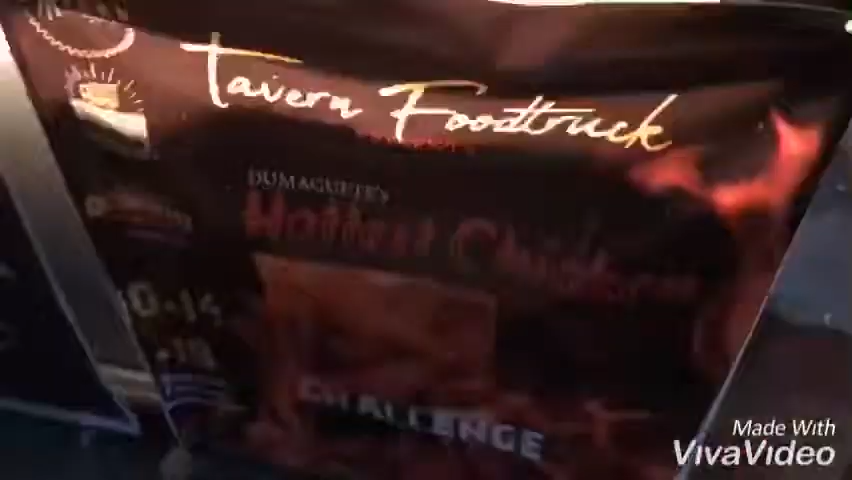 Tavern Foodtruck
DUMAGUETE'S
Hottest Chicken
CHALLENGE
Made With
VivaVideo